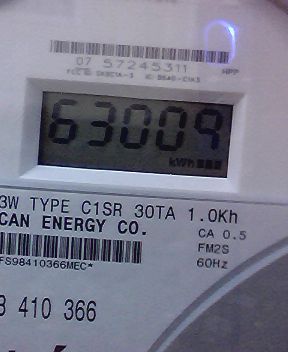 07 57245311
63009
kWh
3W TYPE C1SR 30TA 1.0Kh
CAN ENERGY CO.
CA 0.5
FM2S
FS98410366MEC*
60Hz
3 410 366